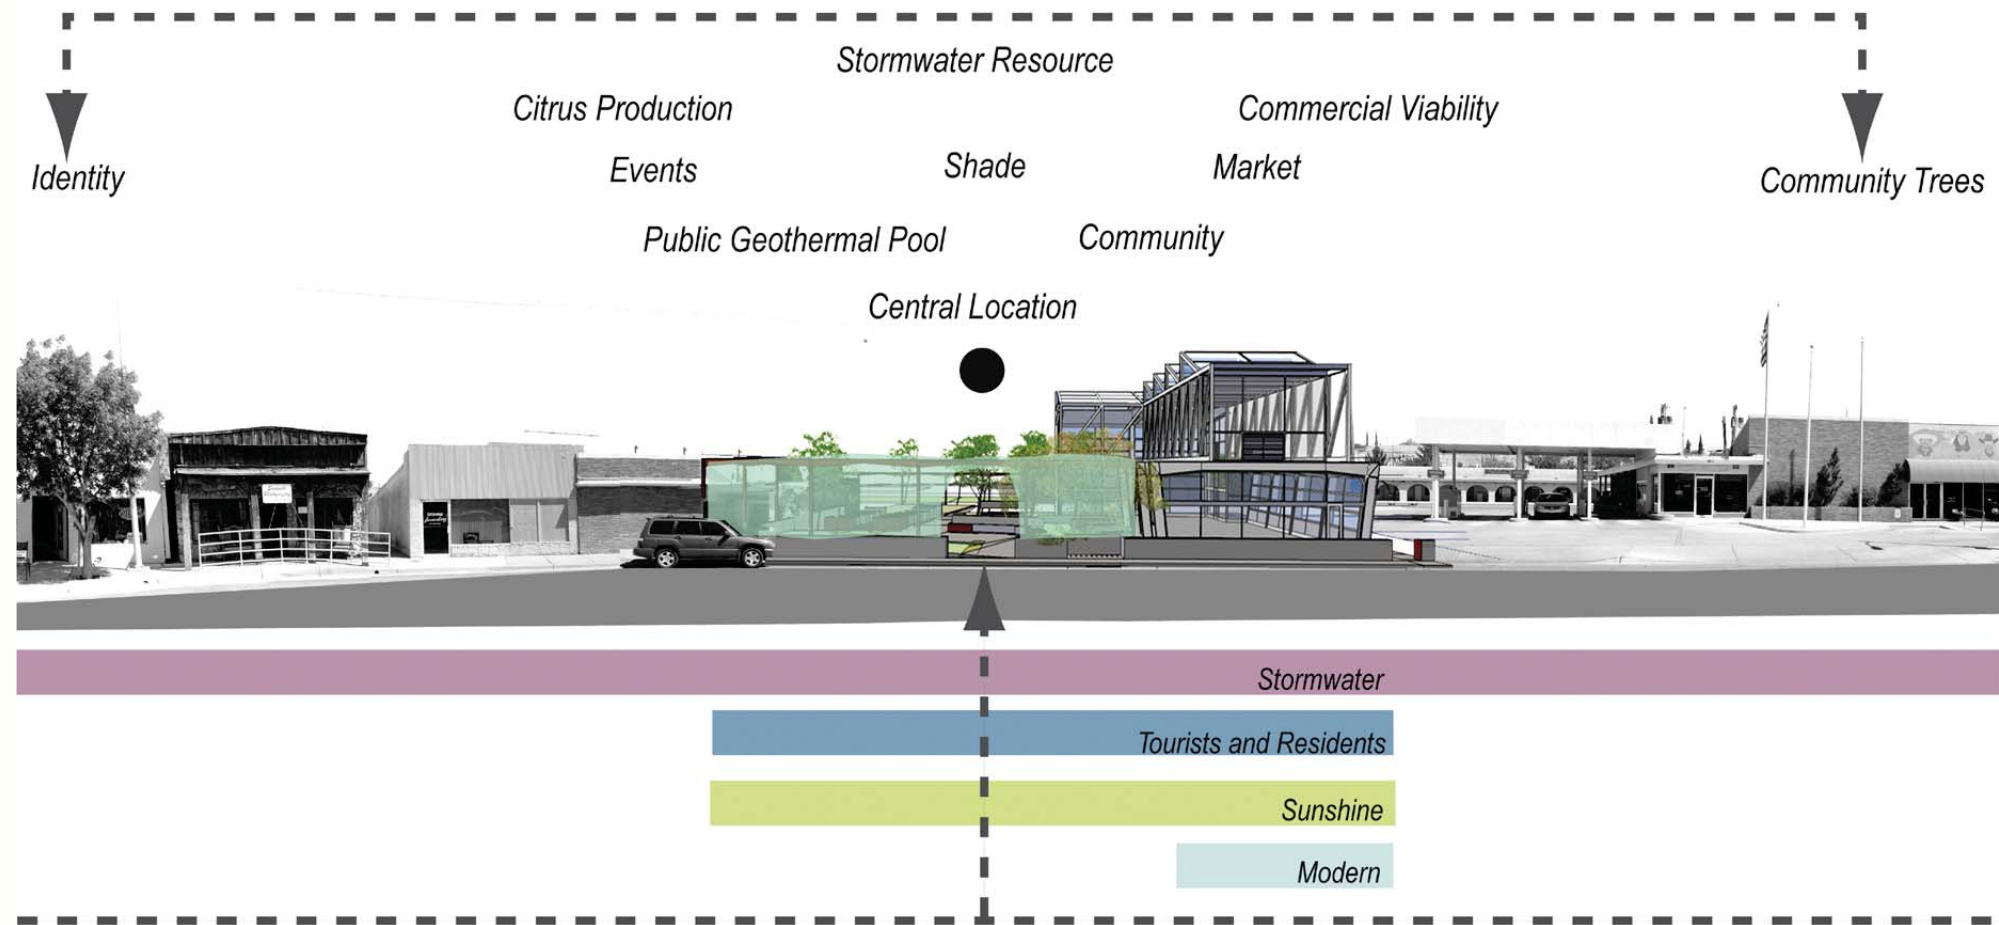 Stormwater Resource
Citrus Production
Commercial Viability
Identity
Events
Shade
Market
Community Trees
Public Geothermal Pool
Community
Central Location
Stormwater
Tourists and Residents
Sunshine
Modern